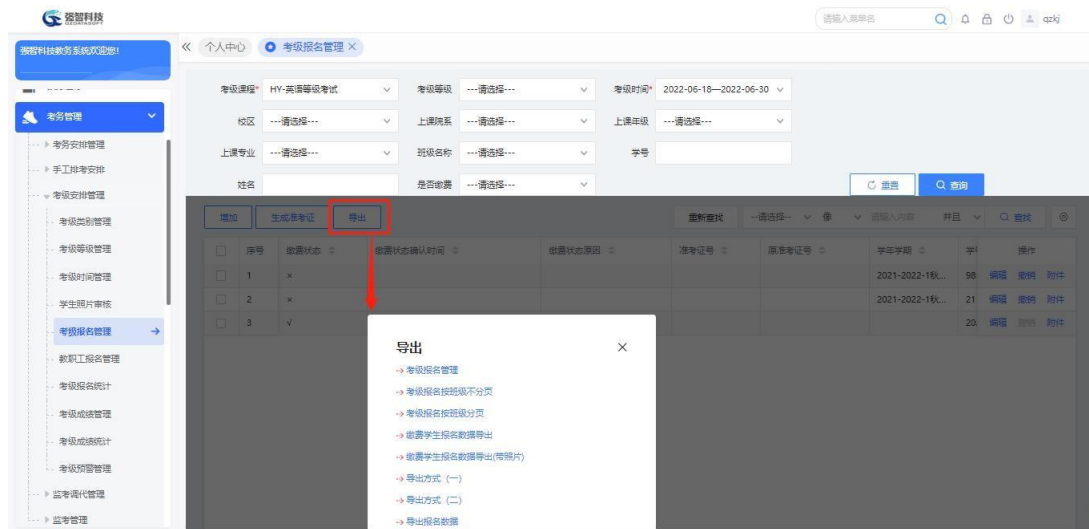 强智科技
QZDATASOFT
请输入菜单名
qzkj
强智科技教务系统欢迎您!
个人中心
考级报名管理
考务管理
考务安排管理
手工排考安排
考级安排管理
考级类别管理
考级等级管理
考级时间管理
学生照片审核
考级报名管理
教职工报名管理
考级报名统计
考级成绩管理
考级成绩统计
考级预警管理
监考调代管理
监考管理
考级课程* HY-英语等级考试
考级等级 ---请选择---
考级时间* 2022-06-18—2022-06-30
校区 ---请选择---
上课院系 ---请选择---
上课年级 ---请选择---
上课专业 ---请选择---
班级名称 ---请选择---
学号
姓名
是否缴费 ---请选择---
重置 查询
增加 生成准考证 导出
重新查找 --请选择-- 像 请输入内容 并且 查找
序号 缴费状态 缴费状态确认时间 缴费状态原因 准考证号 原准考证号 学年学期 操作
1 × 2021-2022-1秋... 98 编辑 撤销 附件
2 × 2021-2022-1秋... 21 编辑 撤销 附件
3 √ 20. 编辑 撤销 附件
导出 ×
考级报名管理
考级报名按班级不分页
考级报名按班级分页
缴费学生报名数据导出
缴费学生报名数据导出(带照片)
导出方式 (一)
导出方式 (二)
导出报名数据